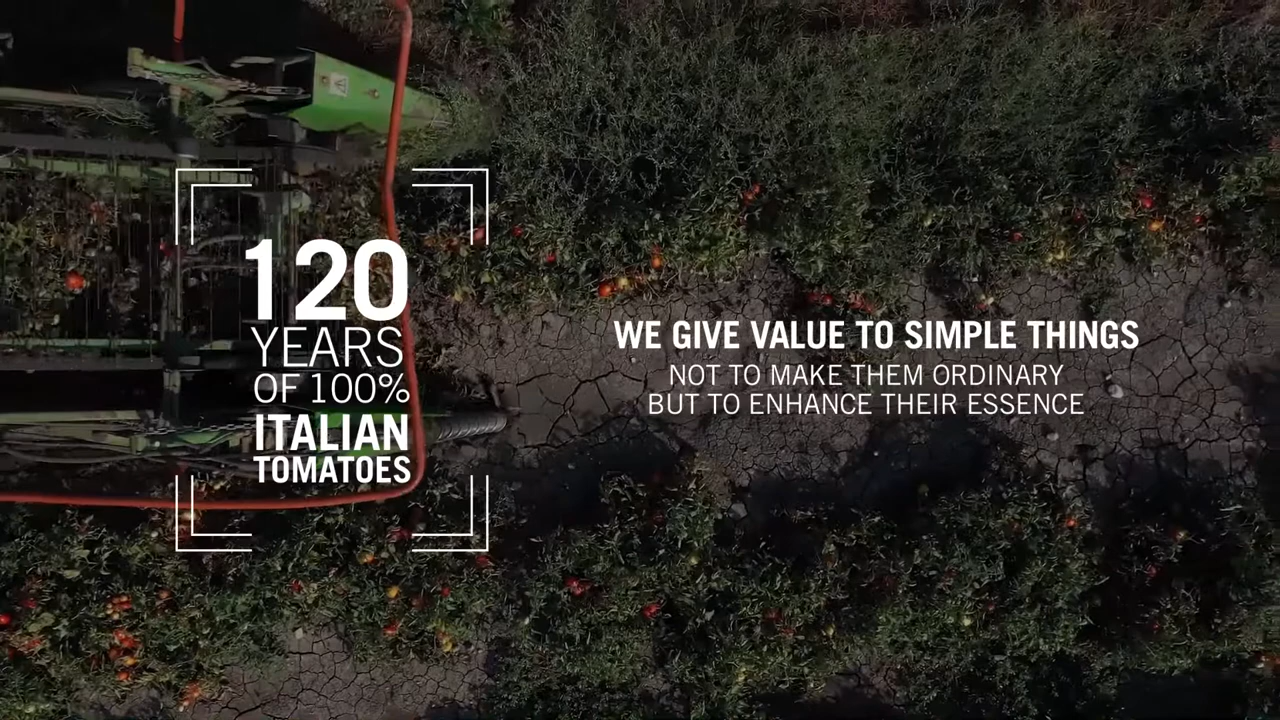 120
YEARS
OF 100%
ITALIAN
TOMATOES
WE GIVE VALUE TO SIMPLE THINGS
NOT TO MAKE THEM ORDINARY
BUT TO ENHANCE THEIR ESSENCE